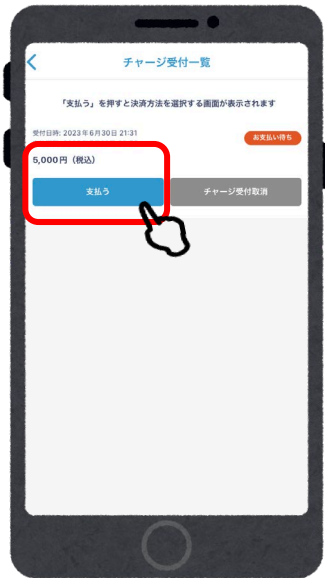 チャージ受付一覧
「支払う」を押すと決済方法を選択する画面が表示されます
受付日時: 2023年6月30日 21:31
お支払い待ち
5,000円（税込）
支払う
チャージ受付取消